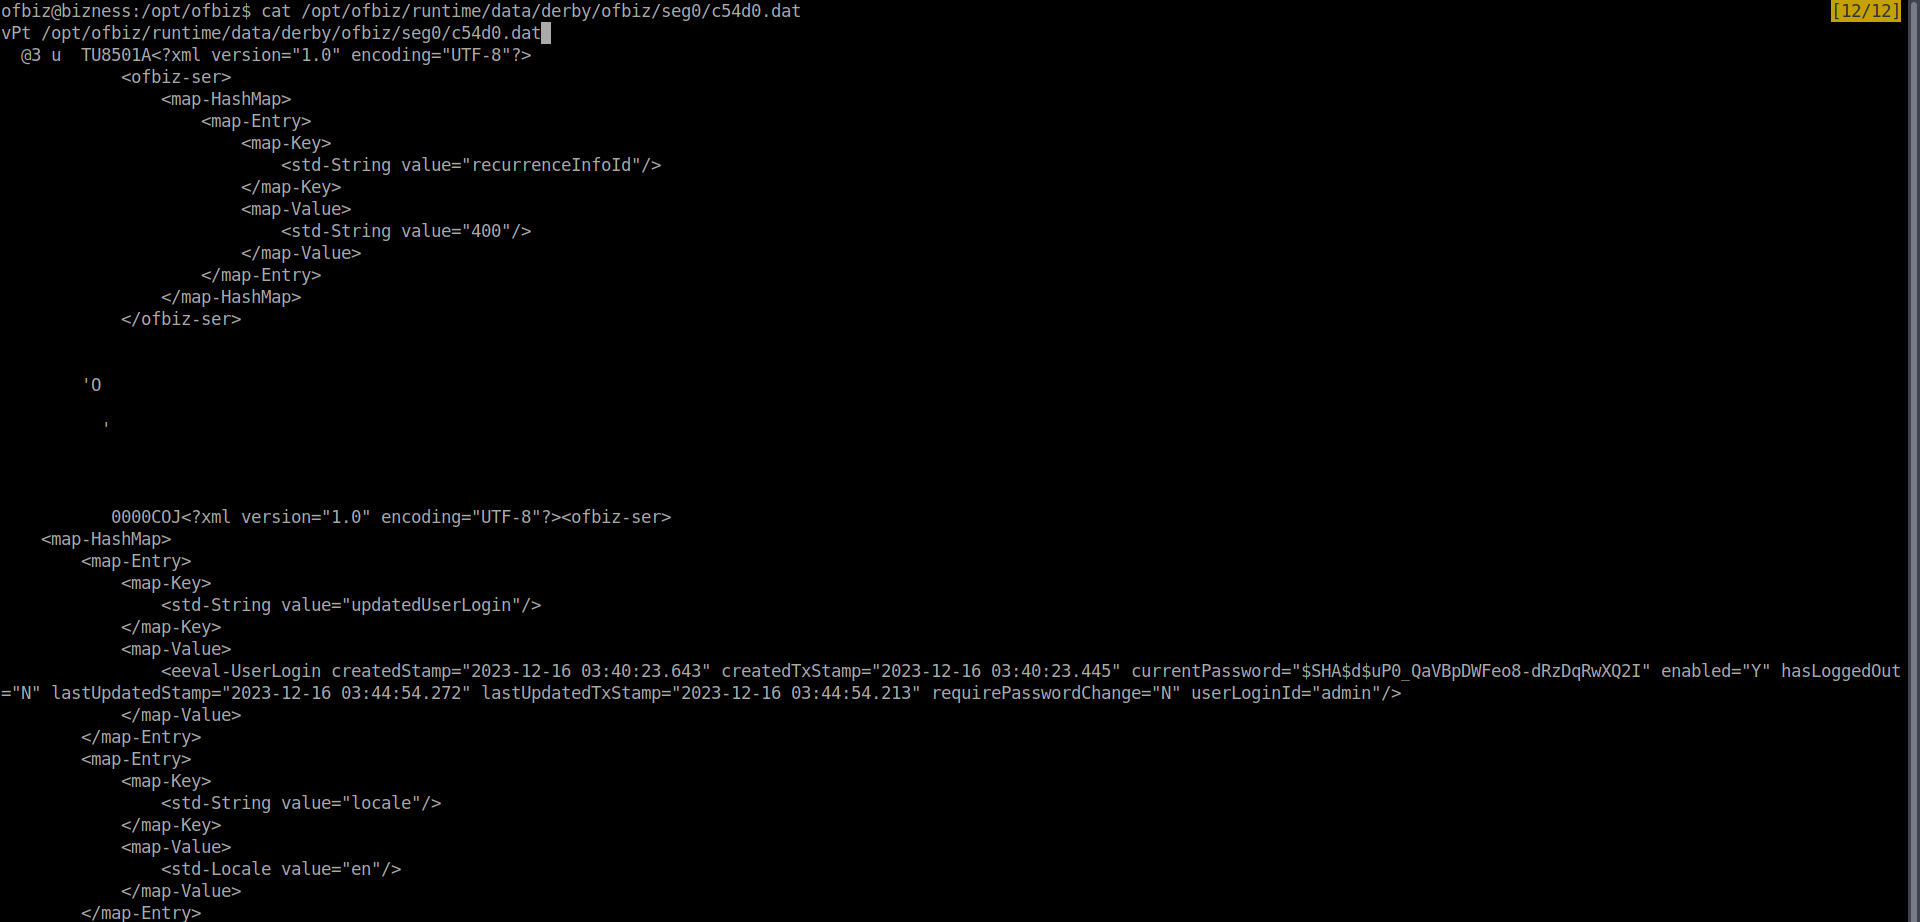 ofbiz@bizness:/opt/ofbiz$ cat /opt/ofbiz/runtime/data/derby/ofbiz/seg0/c54d0.dat
[12/12]
vPt /opt/ofbiz/runtime/data/derby/ofbiz/seg0/c54d0.dat
  @3 u  TU8501A<?xml version="1.0" encoding="UTF-8"?>
            <ofbiz-ser>
                <map-HashMap>
                    <map-Entry>
                        <map-Key>
                            <std-String value="recurrenceInfoId"/>
                        </map-Key>
                        <map-Value>
                            <std-String value="400"/>
                        </map-Value>
                    </map-Entry>
                </map-HashMap>
            </ofbiz-ser>
        'O
          '
           0000COJ<?xml version="1.0" encoding="UTF-8"?><ofbiz-ser>
    <map-HashMap>
        <map-Entry>
            <map-Key>
                <std-String value="updatedUserLogin"/>
            </map-Key>
            <map-Value>
                <eeval-UserLogin createdStamp="2023-12-16 03:40:23.643" createdTxStamp="2023-12-16 03:40:23.445" currentPassword="$SHA$d$uP0_QaVBpDWFeo8-dRzDqRwXQ2I" enabled="Y" hasLoggedOut
="N" lastUpdatedStamp="2023-12-16 03:44:54.272" lastUpdatedTxStamp="2023-12-16 03:44:54.213" requirePasswordChange="N" userLoginId="admin"/>
            </map-Value>
        </map-Entry>
        <map-Entry>
            <map-Key>
                <std-String value="locale"/>
            </map-Key>
            <map-Value>
                <std-Locale value="en"/>
            </map-Value>
        </map-Entry>